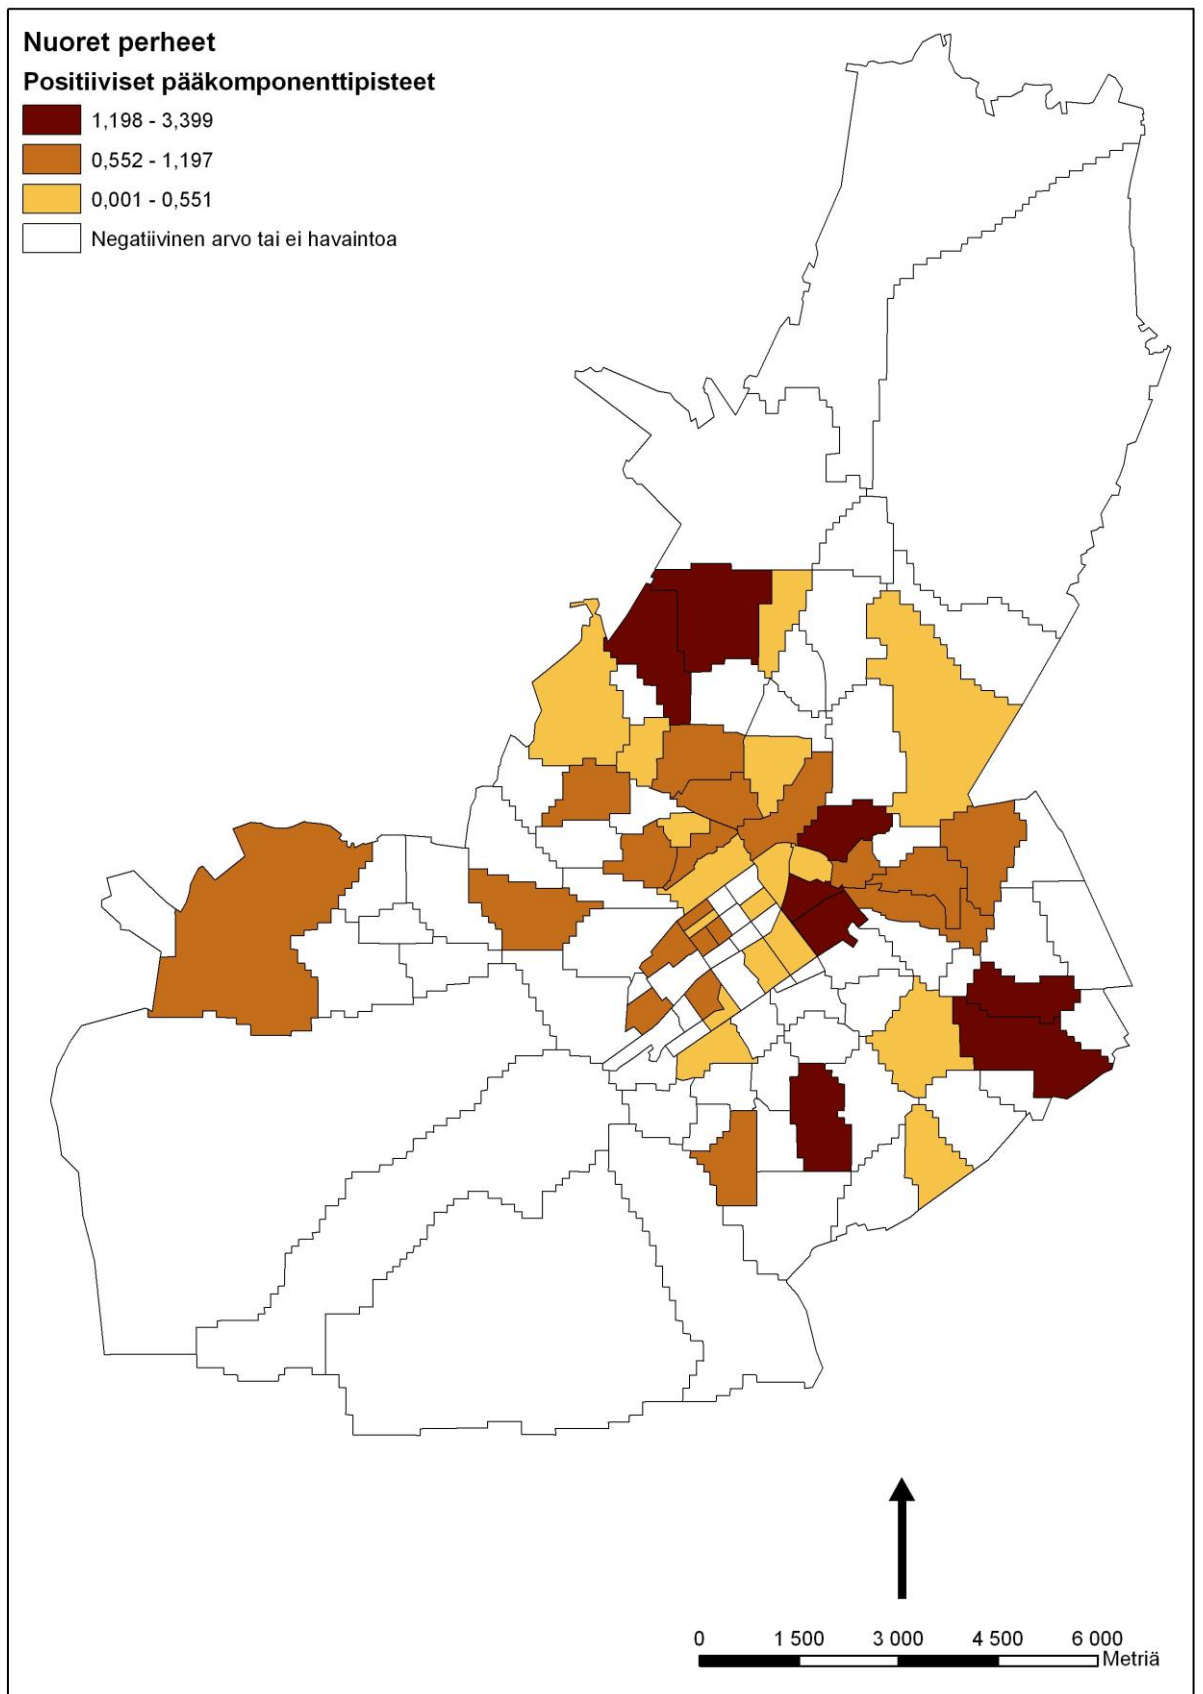 Nuoret perheet
Positiiviset pääkomponenttipisteet
1,198 - 3,399
0,552 - 1,197
0,001 - 0,551
Negatiivinen arvo tai ei havaintoa
0 1 500 3 000 4 500 6 000
Metriä